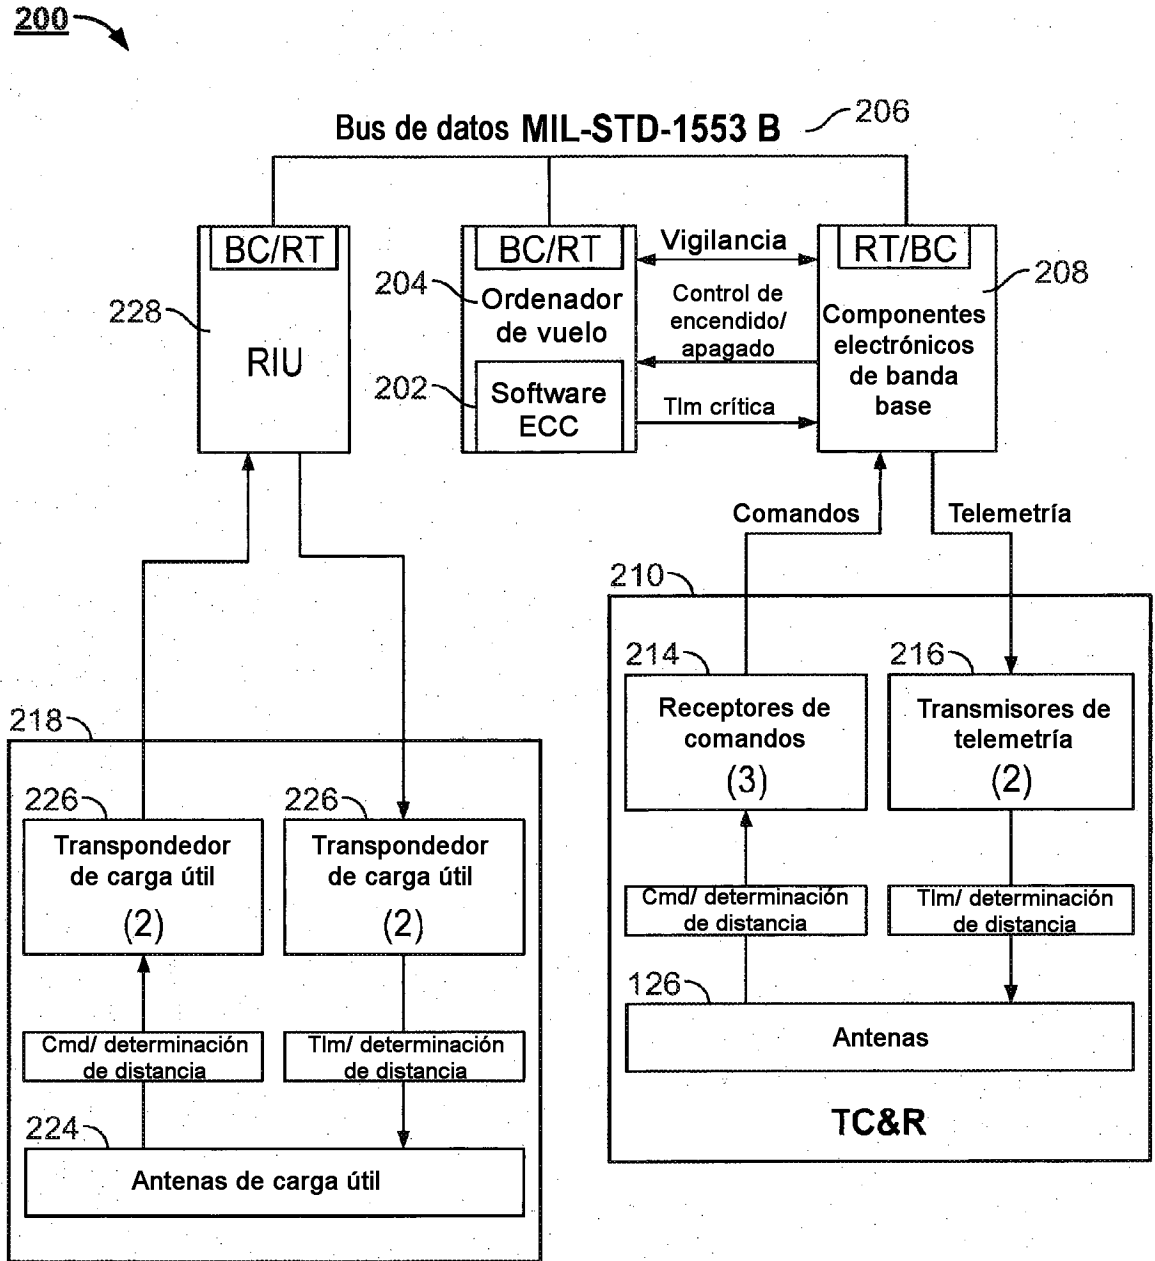 200
Bus de datos MIL-STD-1553 B
206
BC/RT
BC/RT
RT/BC
Vigilancia
204
208
228
Ordenador
de vuelo
Control de
encendido/
apagado
Componentes
electrónicos
de banda
base
RIU
202
Software
ECC
Tlm crítica
Comandos
Telemetría
210
214
216
Receptores de
comandos
(3)
Transmisores de
telemetría
(2)
218
226
226
Transpondedor
de carga útil
(2)
Transpondedor
de carga útil
(2)
Cmd/ determinación
de distancia
Tlm/ determinación
de distancia
126
Antenas
Cmd/ determinación
de distancia
Tlm/ determinación
de distancia
TC&R
224
Antenas de carga útil